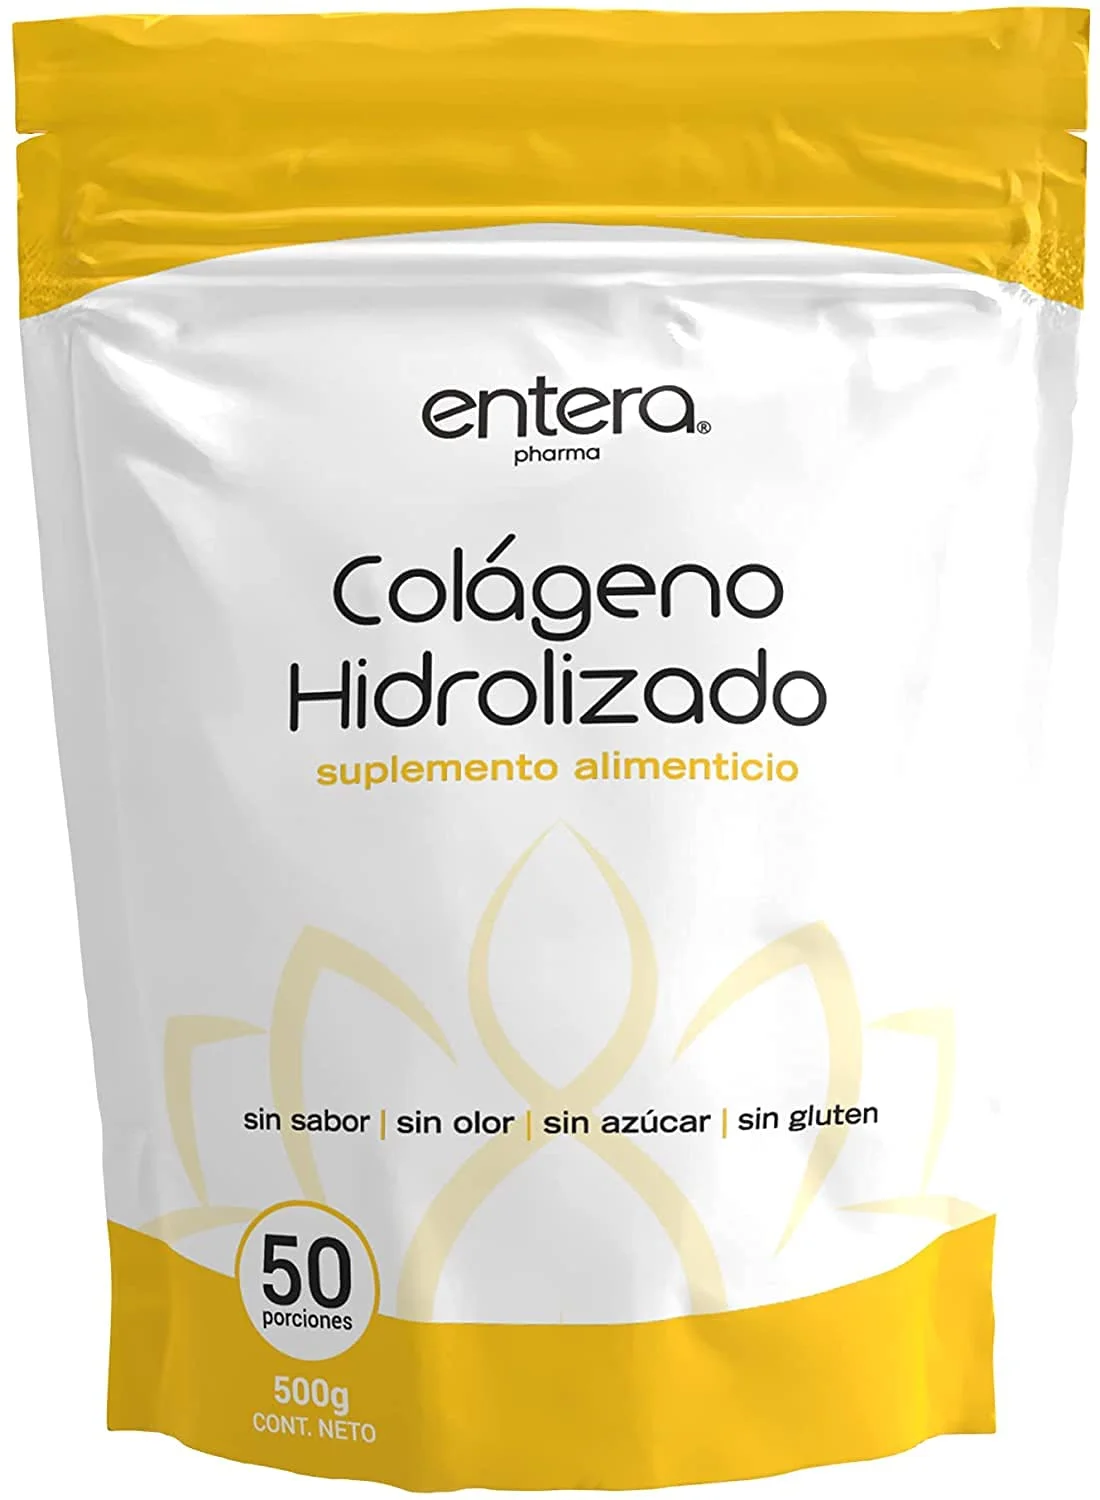 entera®
pharma
Colágeno
Hidrolizado
suplemento alimenticio
sin sabor | sin olor | sin azúcar | sin gluten
50
porciones
500g
CONT. NETO